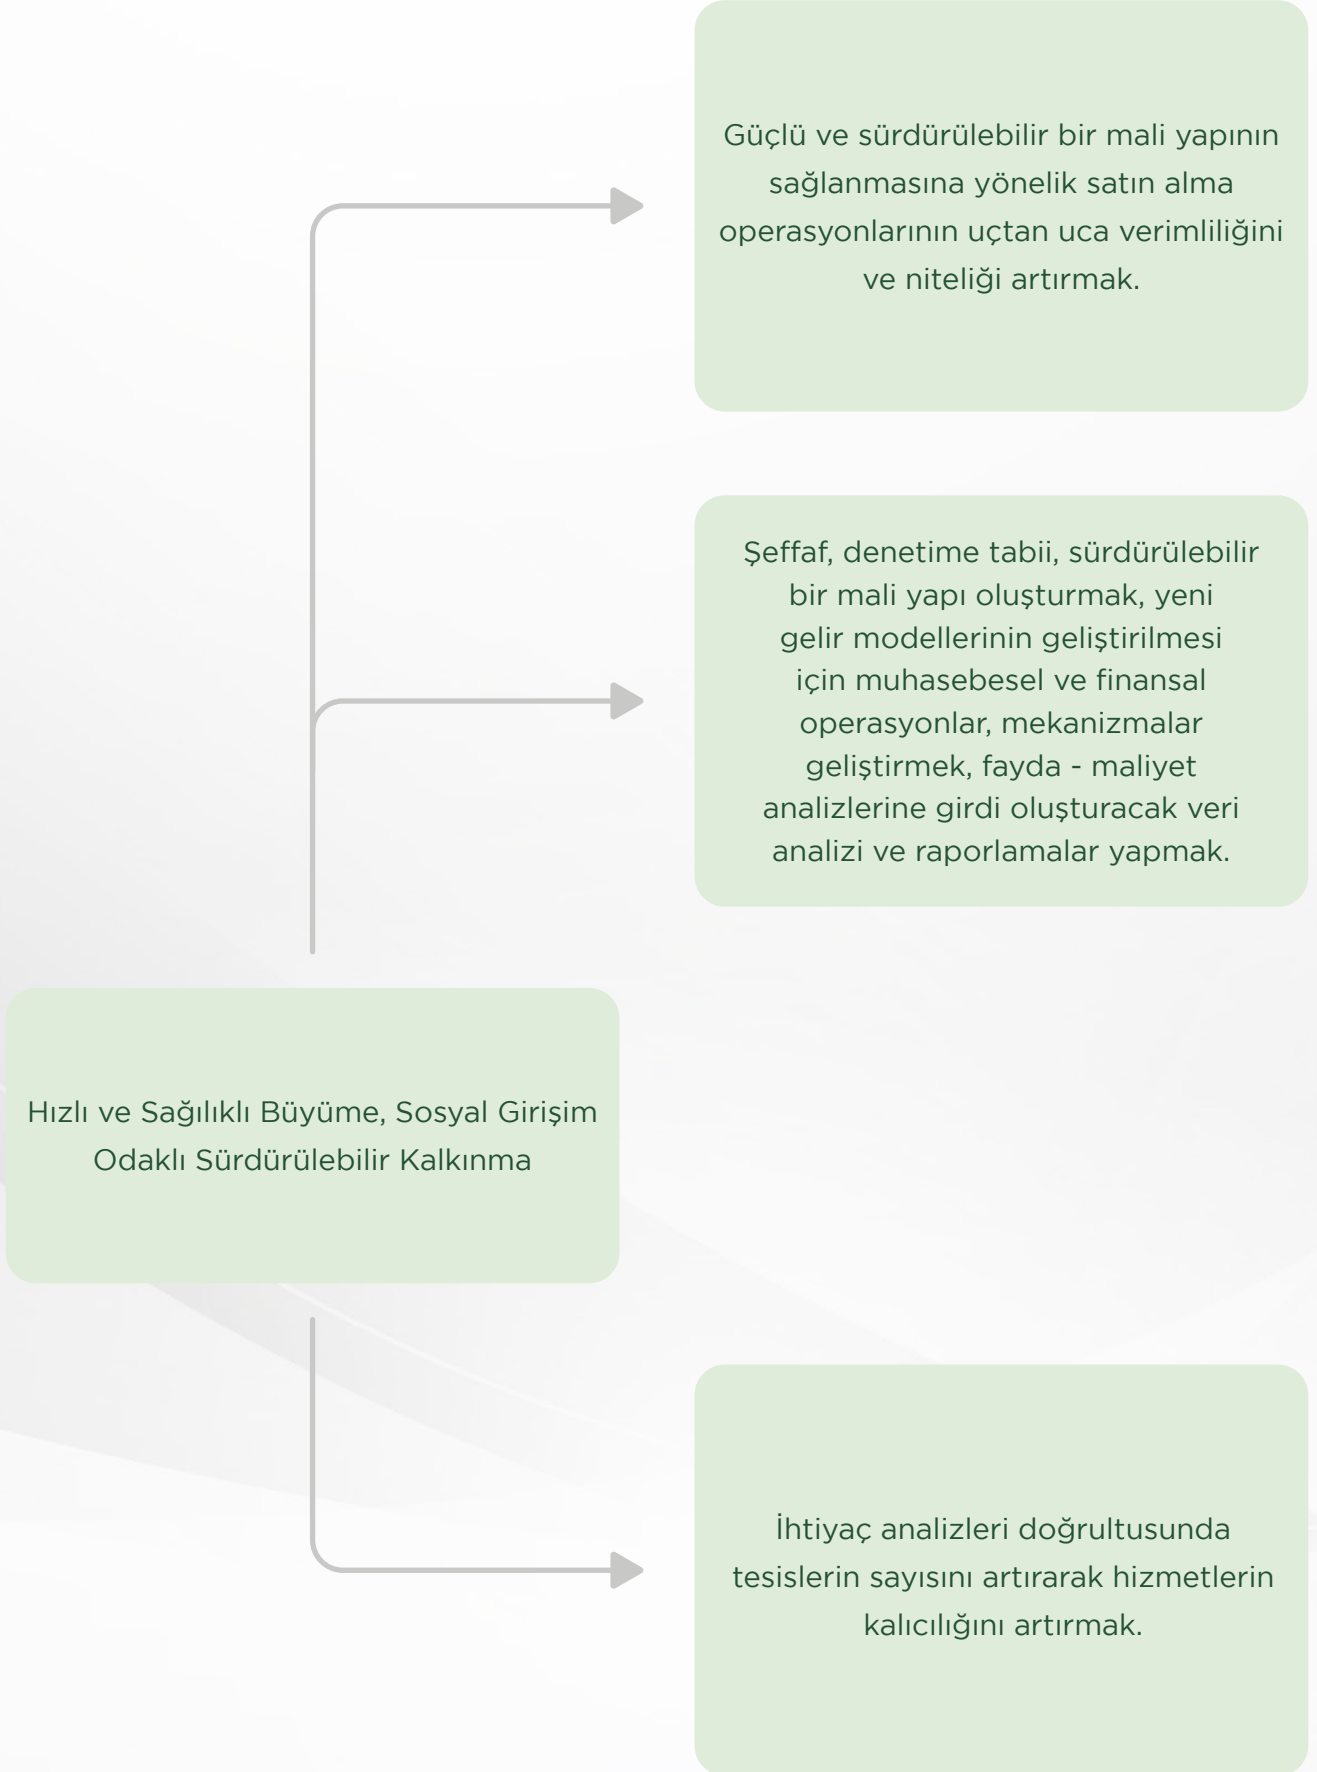 Güçlü ve sürdürülebilir bir mali yapının
sağlanmasına yönelik satın alma
operasyonlarının uçtan uca verimliliğini
ve niteliği artırmak.
Şeffaf, denetime tabii, sürdürülebilir
bir mali yapı oluşturmak, yeni
gelir modellerinin geliştirilmesi
için muhasebesel ve finansal
operasyonlar, mekanizmalar
geliştirmek, fayda - maliyet
analizlerine girdi oluşturacak veri
analizi ve raporlamalar yapmak.
Hızlı ve Sağılıklı Büyüme, Sosyal Girişim
Odaklı Sürdürülebilir Kalkınma
İhtiyaç analizleri doğrultusunda
tesislerin sayısını artırarak hizmetlerin
kalıcılığını artırmak.